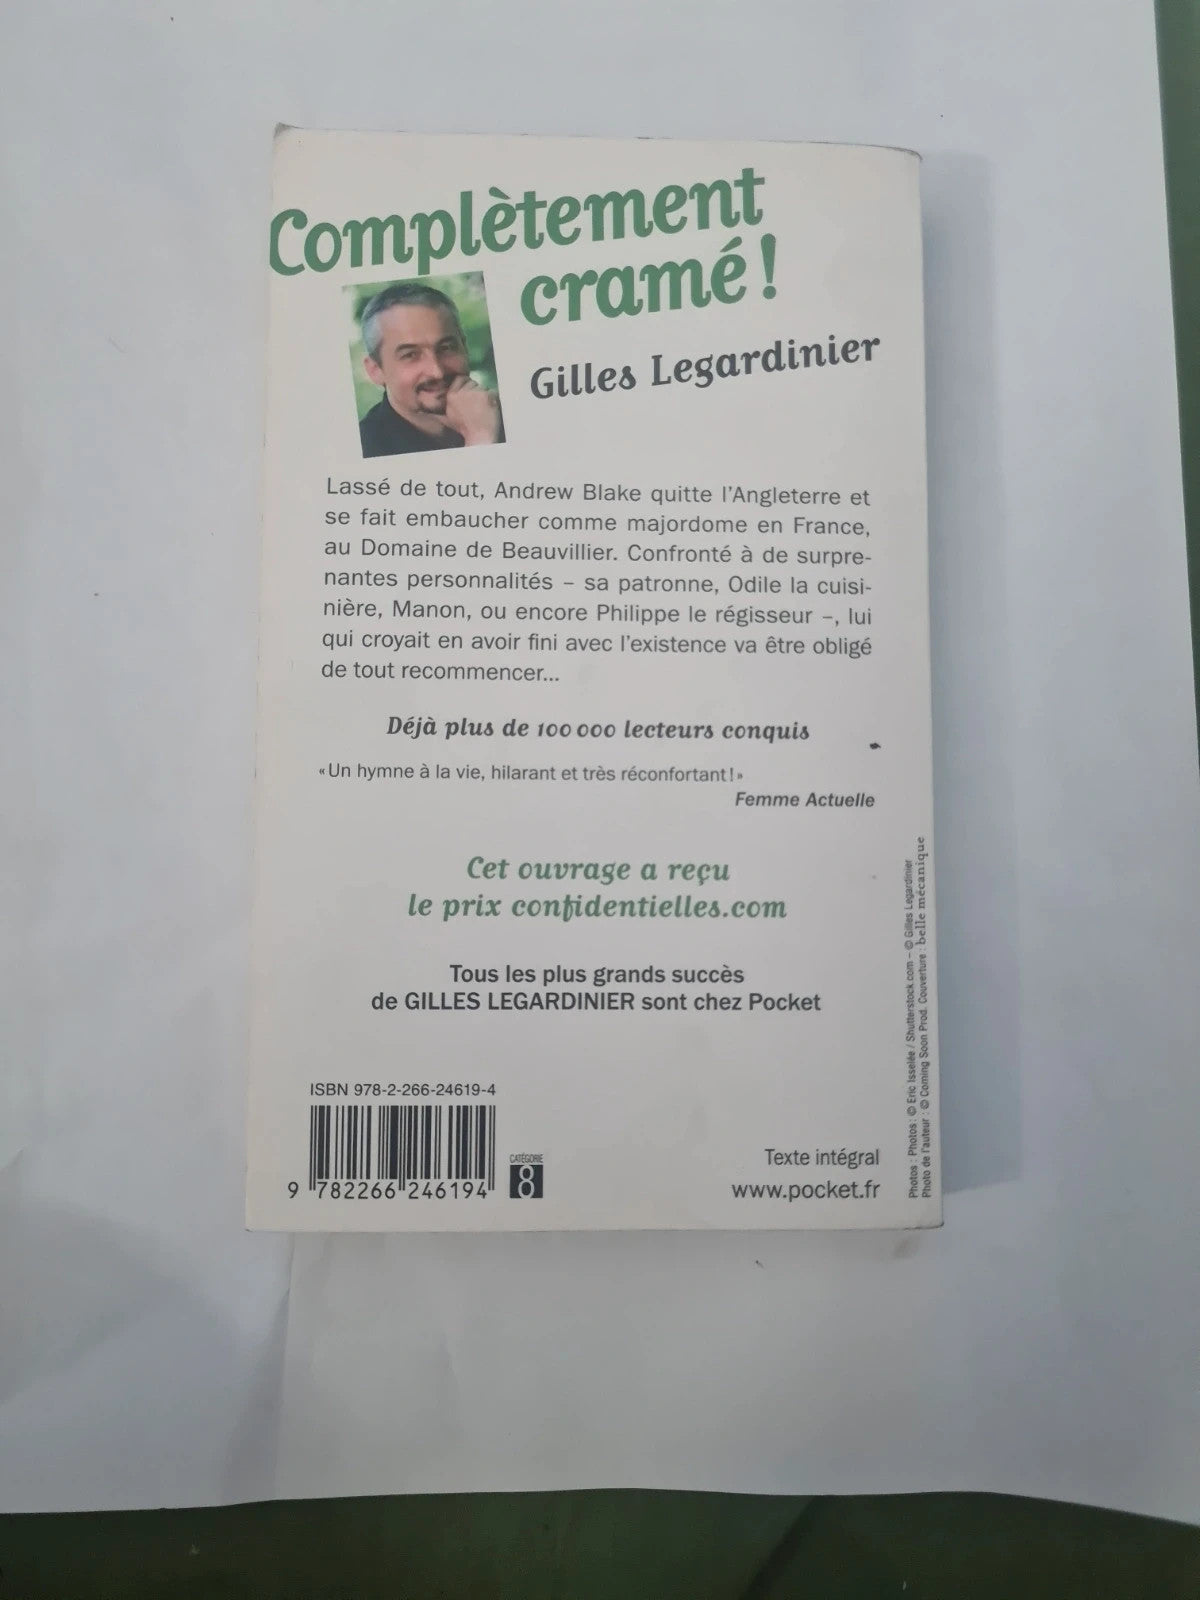 Complètement
cramé !
Gilles Legardinier
Lassé de tout, Andrew Blake quitte l'Angleterre et
se fait embaucher comme majordome en France,
au Domaine de Beauvillier. Confronté à de surpre-
nantes personnalités – sa patronne, Odile la cuisi-
nière, Manon, ou encore Philippe le régisseur –, lui
qui croyait en avoir fini avec l'existence va être obligé
de tout recommencer...
Déjà plus de 100 000 lecteurs conquis
« Un hymne à la vie, hilarant et très réconfortant ! »
Femme Actuelle
Cet ouvrage a reçu
le prix confidentielles.com
Tous les plus grands succès
de GILLES LEGARDINIER sont chez Pocket
ISBN 978-2-266-24619-4
9 782266 246194
CATÉGORIE
8
Texte intégral
www.pocket.fr
Photos : Photos : © Eric Isselée / Shutterstock.com – © Gilles Legardinier
Photo de l'auteur : © Coming Soon Prod. Couverture : belle mécanique